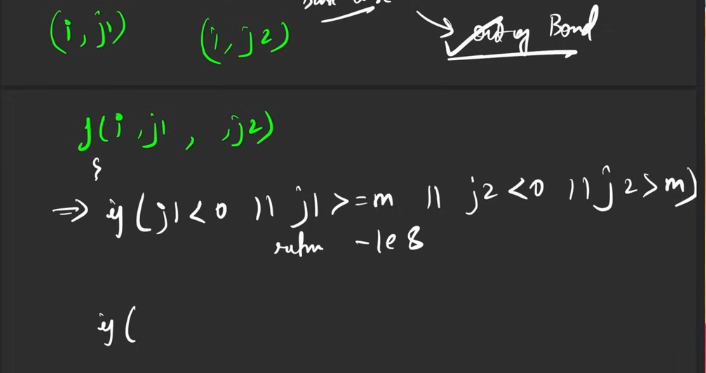 (i, j1) (i, j2)
out of Bond
f(i, j1, , j2)
{
=> if (j1 < 0 || j1 >= m || j2 < 0 || j2 > m)
return -1e8
if (